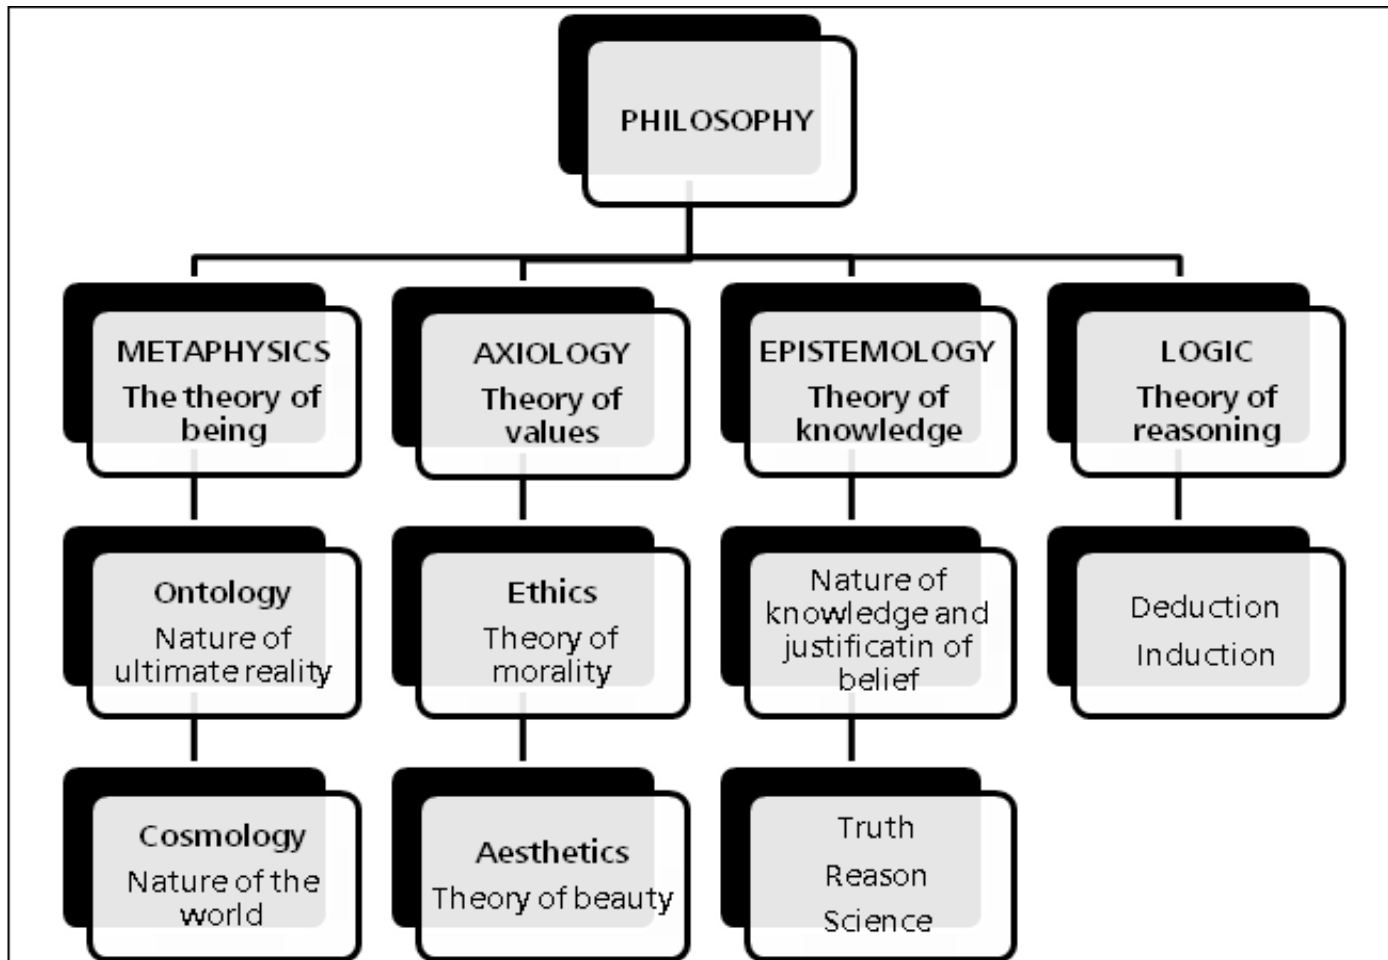 PHILOSOPHY
METAPHYSICS
The theory of
being
AXIOLOGY
Theory of
values
EPISTEMOLOGY
Theory of
knowledge
LOGIC
Theory of
reasoning
Ontology
Nature of
ultimate reality
Ethics
Theory of
morality
Nature of
knowledge and
justificatin of
belief
Deduction
Induction
Cosmology
Nature of the
world
Aesthetics
Theory of beauty
Truth
Reason
Science